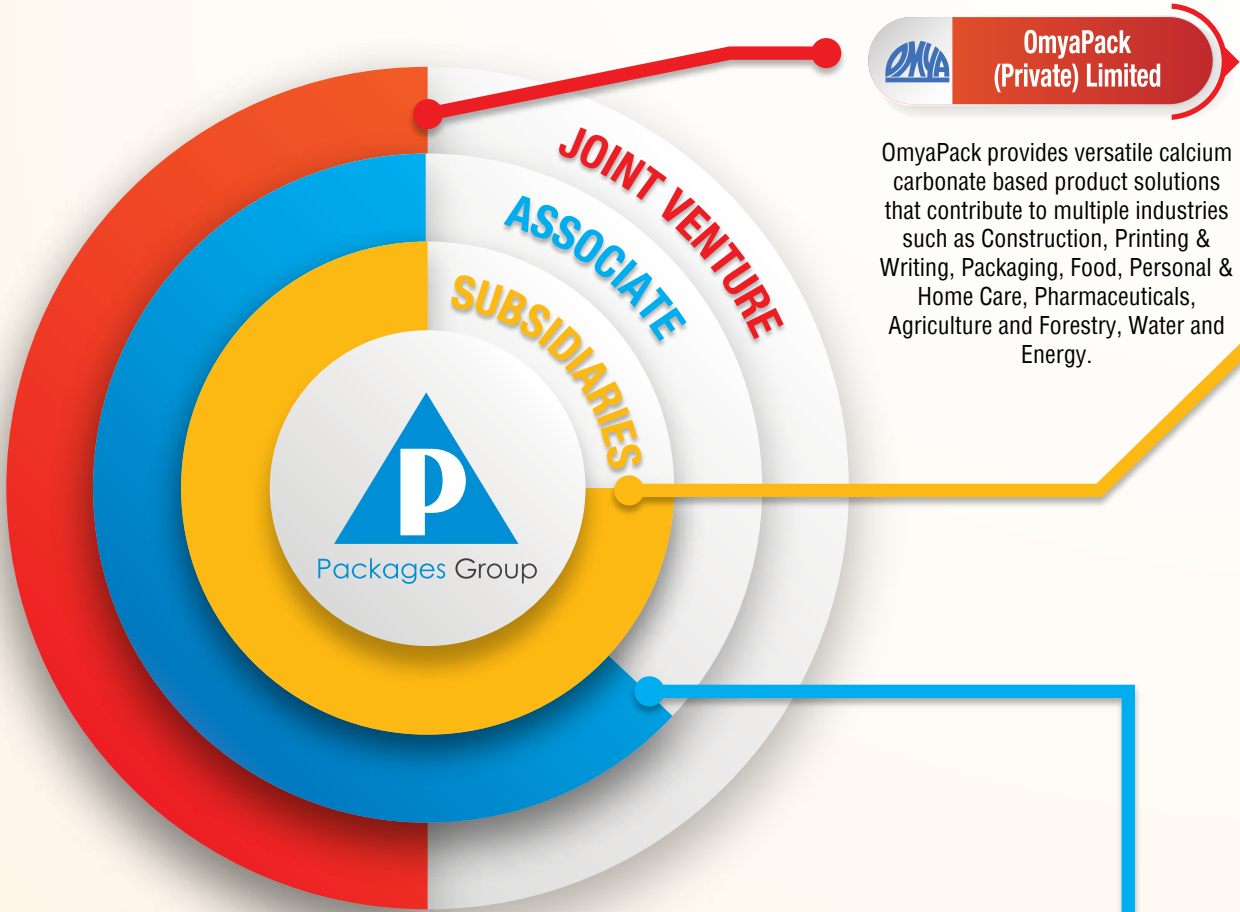 OMYA
OmyaPack
(Private) Limited
OmyaPack provides versatile calcium
carbonate based product solutions
that contribute to multiple industries
such as Construction, Printing &
Writing, Packaging, Food, Personal &
Home Care, Pharmaceuticals,
Agriculture and Forestry, Water and
Energy.
JOINT VENTURE
ASSOCIATE
SUBSIDIARIES
P
Packages Group